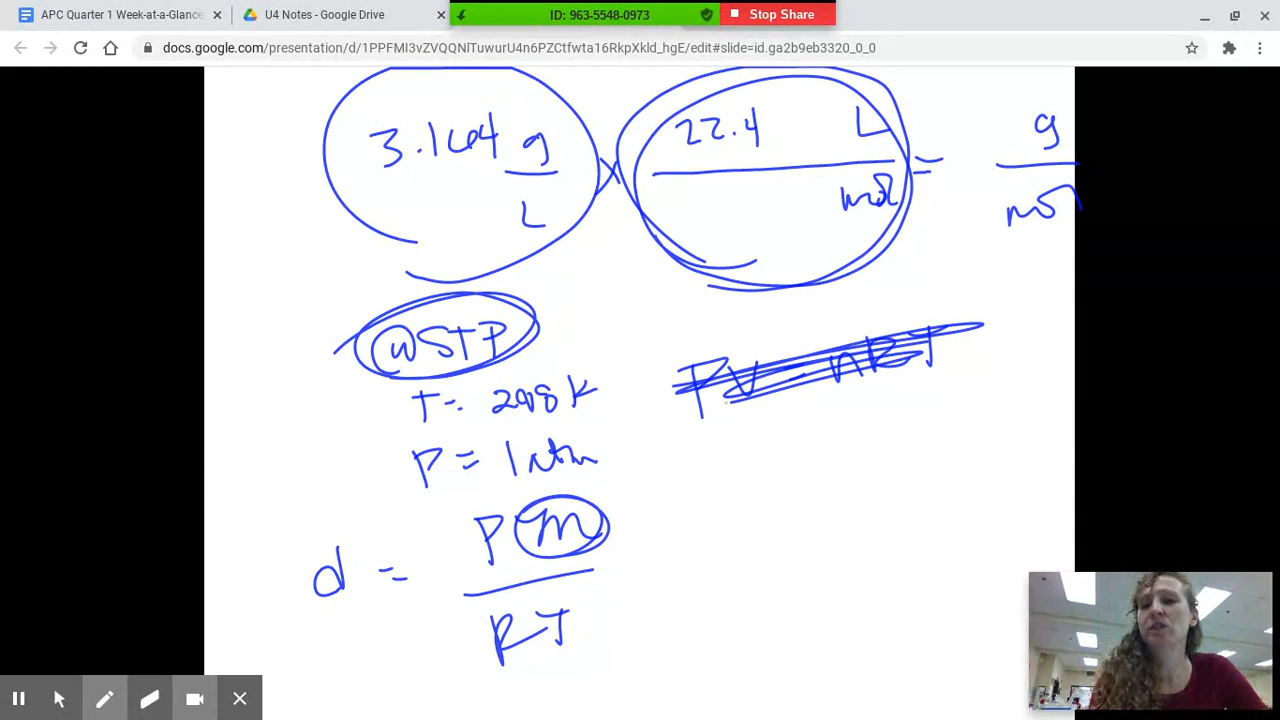 APC Quarter 1 Week-at-a-Glance
U4 Notes - Google Drive
ID: 963-5548-0973
Stop Share
docs.google.com/presentation/d/1PPFMI3vZVQQNlTuwurU4n6PZCtfwta16RkpXkld_hgE/edit#slide=id.ga2b9eb3320_0_0
3.164 g/L × 22.4 L/mol = g/mol
@STP
PV = nRT
T = 298 K
P = 1 atm
d = Pm/RT